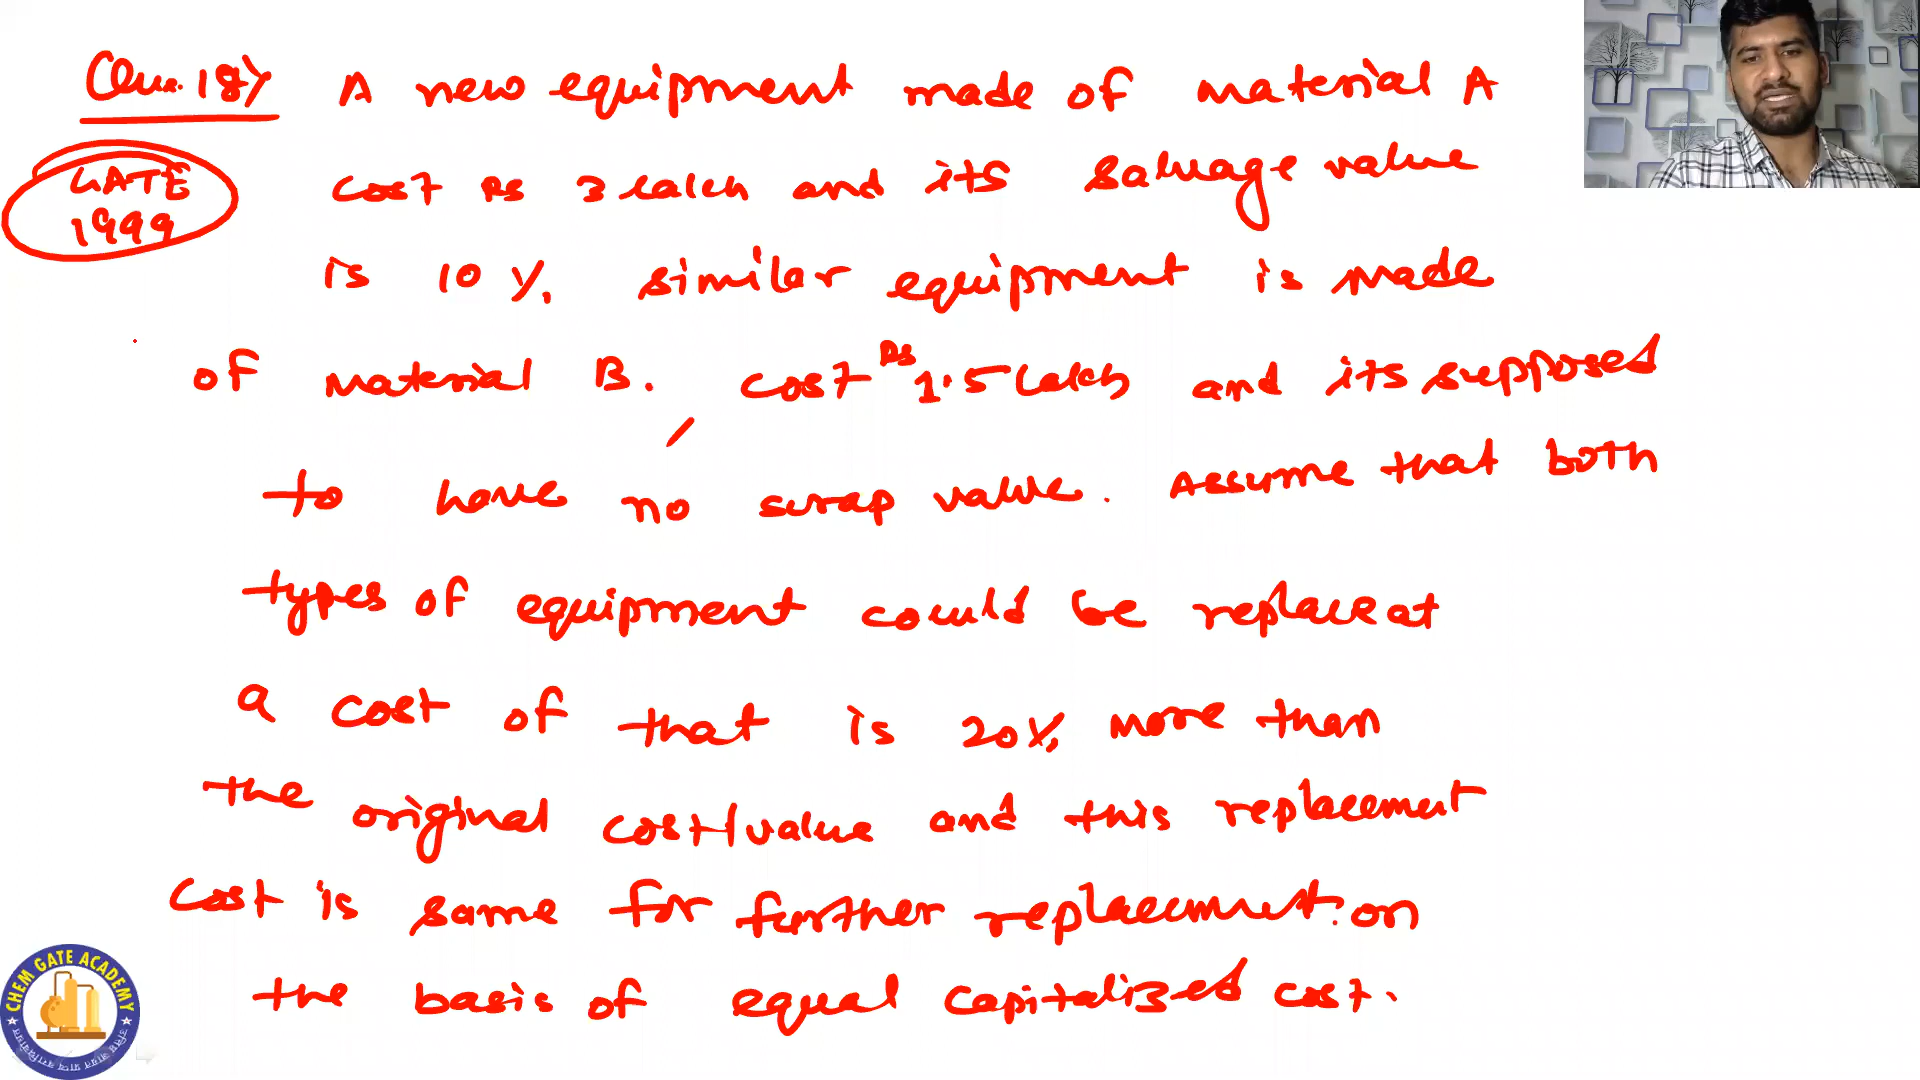 Que. 18) A new equipment made of material A
GATE
1999
cost Rs 3 lakh and its salvage value
is 10 %. similar equipment is made
of material B. cost Rs 1.5 lakh and its supposed
to have no scrap value. Assume that both
types of equipment could be replace at
a cost of that is 20% more than
the original cost/value and this replacement
cost is same for further replacement. on
the basis of equal capitalized cost.
CHEM GATE ACADEMY